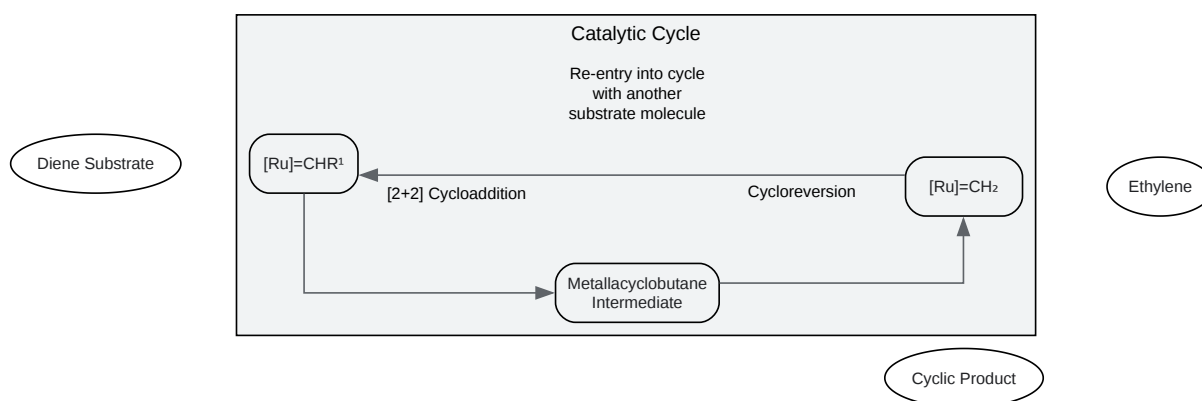 Catalytic Cycle
Re-entry into cycle
with another
substrate molecule
Diene Substrate
[Ru]=CHR¹
[2+2] Cycloaddition
Cycloreversion
[Ru]=CH₂
Ethylene
Metallacyclobutane
Intermediate
Cyclic Product